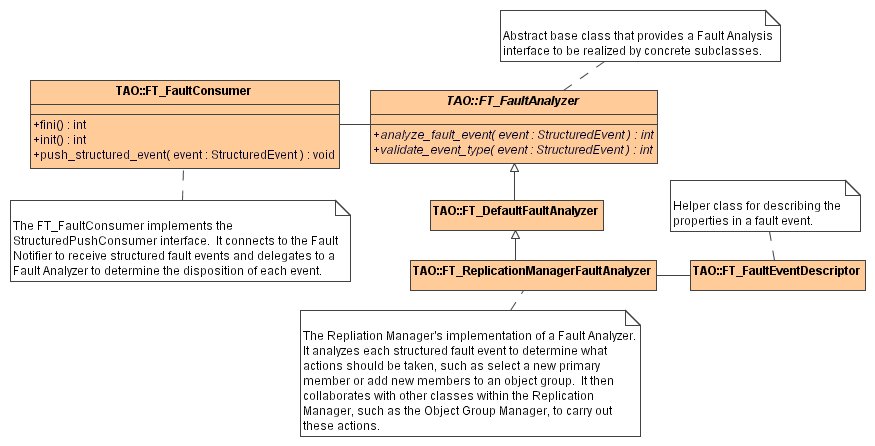 Abstract base class that provides a Fault Analysis
interface to be realized by concrete subclasses.
TAO::FT_FaultConsumer
+fini() : int
+init() : int
+push_structured_event( event : StructuredEvent ) : void
TAO::FT_FaultAnalyzer
+analyze_fault_event( event : StructuredEvent ) : int
+validate_event_type( event : StructuredEvent ) : int
The FT_FaultConsumer implements the
StructuredPushConsumer interface.  It connects to the Fault
Notifier to receive structured fault events and delegates to a
Fault Analyzer to determine the disposition of each event.
TAO::FT_DefaultFaultAnalyzer
Helper class for describing the
properties in a fault event.
TAO::FT_ReplicationManagerFaultAnalyzer
TAO::FT_FaultEventDescriptor
The Repliation Manager's implementation of a Fault Analyzer.
It analyzes each structured fault event to determine what
actions should be taken, such as select a new primary
member or add new members to an object group.  It then
collaborates with other classes within the Replication
Manager, such as the Object Group Manager, to carry out
these actions.